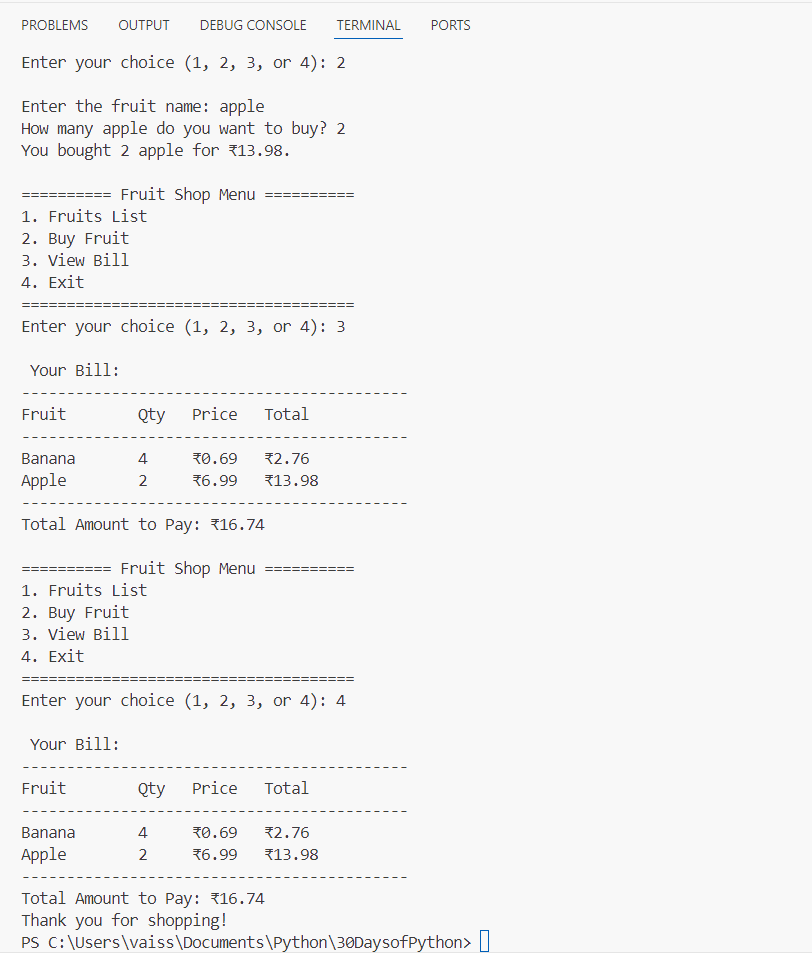 PROBLEMS OUTPUT DEBUG CONSOLE TERMINAL PORTS
Enter your choice (1, 2, 3, or 4): 2
Enter the fruit name: apple
How many apple do you want to buy? 2
You bought 2 apple for ₹13.98.
========== Fruit Shop Menu ==========
1. Fruits List
2. Buy Fruit
3. View Bill
4. Exit
=====================================
Enter your choice (1, 2, 3, or 4): 3
Your Bill:
-------------------------------------------
Fruit Qty Price Total
-------------------------------------------
Banana 4 ₹0.69 ₹2.76
Apple 2 ₹6.99 ₹13.98
-------------------------------------------
Total Amount to Pay: ₹16.74
========== Fruit Shop Menu ==========
1. Fruits List
2. Buy Fruit
3. View Bill
4. Exit
=====================================
Enter your choice (1, 2, 3, or 4): 4
Your Bill:
-------------------------------------------
Fruit Qty Price Total
-------------------------------------------
Banana 4 ₹0.69 ₹2.76
Apple 2 ₹6.99 ₹13.98
-------------------------------------------
Total Amount to Pay: ₹16.74
Thank you for shopping!
PS C:\Users\vaiss\Documents\Python\30DaysofPython>